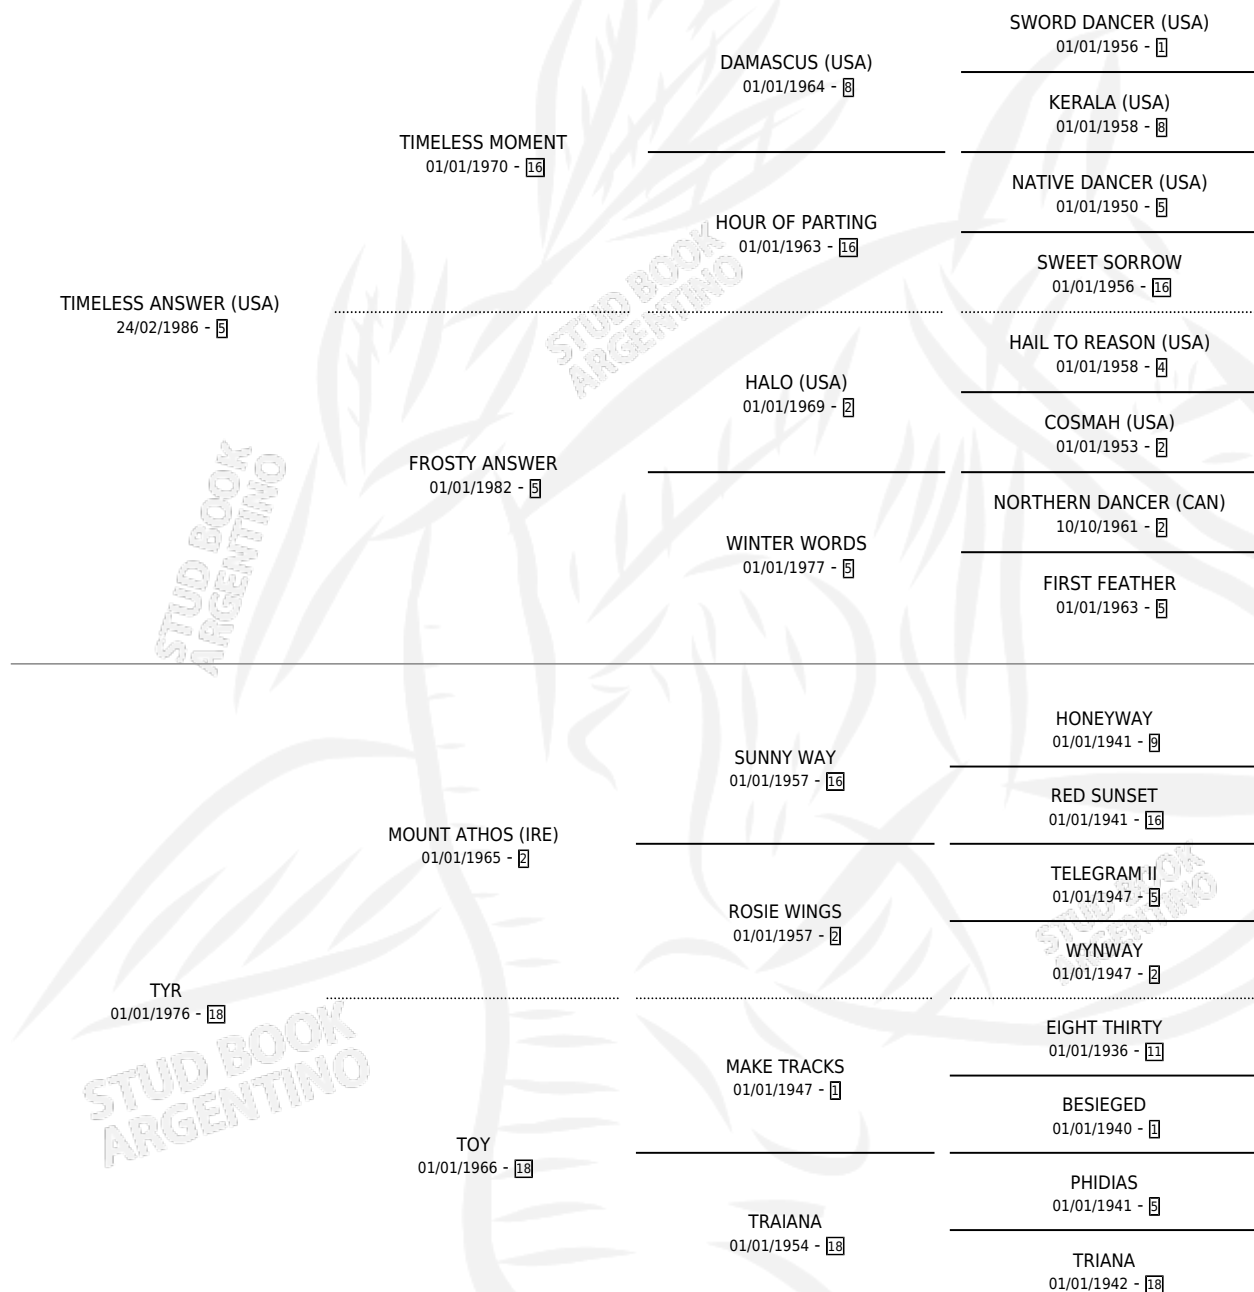 SWORD DANCER (USA)
01/01/1956 - 1
DAMASCUS (USA)
01/01/1964 - 8
KERALA (USA)
01/01/1958 - 8
TIMELESS MOMENT
01/01/1970 - 16
NATIVE DANCER (USA)
01/01/1950 - 5
HOUR OF PARTING
01/01/1963 - 16
SWEET SORROW
01/01/1956 - 16
TIMELESS ANSWER (USA)
24/02/1986 - 5
STUD BOOK
ARGENTINO
HAIL TO REASON (USA)
01/01/1958 - 4
HALO (USA)
01/01/1969 - 2
COSMAH (USA)
01/01/1953 - 2
FROSTY ANSWER
01/01/1982 - 5
STUD BOOK
ARGENTINO
NORTHERN DANCER (CAN)
10/10/1961 - 2
WINTER WORDS
01/01/1977 - 5
FIRST FEATHER
01/01/1963 - 5
HONEYWAY
01/01/1941 - 9
SUNNY WAY
01/01/1957 - 16
RED SUNSET
01/01/1941 - 16
MOUNT ATHOS (IRE)
01/01/1965 - 2
TELEGRAM II
01/01/1947 - 5
STUD BOOK
ARGENTINO
ROSIE WINGS
01/01/1957 - 2
WYNWAY
01/01/1947 - 2
TYR
01/01/1976 - 18
STUD BOOK
ARGENTINO
EIGHT THIRTY
01/01/1936 - 11
MAKE TRACKS
01/01/1947 - 1
BESIEGED
01/01/1940 - 1
TOY
01/01/1966 - 18
PHIDIAS
01/01/1941 - 5
TRAIANA
01/01/1954 - 18
TRIANA
01/01/1942 - 18